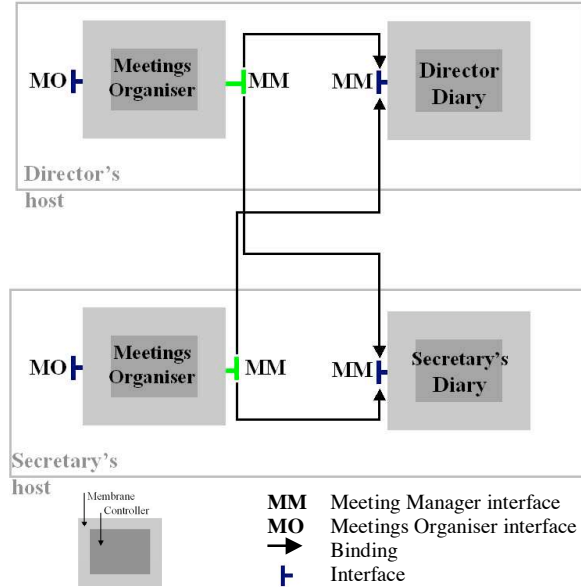 MO
Meetings
Organiser
MM
MM
Director
Diary
Director's
host
MO
Meetings
Organiser
MM
MM
Secretary's
Diary
Secretary's
host
Membrane
Controller
MM Meeting Manager interface
MO Meetings Organiser interface
Binding
Interface